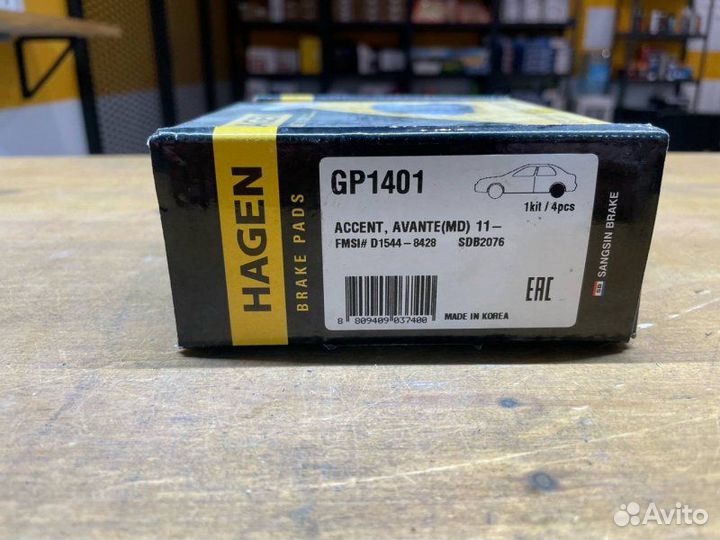 HAGEN
BRAKE PADS
GP1401
1kit / 4pcs
ACCENT, AVANTE(MD) 11-
FMSI# D1544-8428 SDB2076
8 809409 037400
MADE IN KOREA
EAC
SB SANGSIN BRAKE
Avito